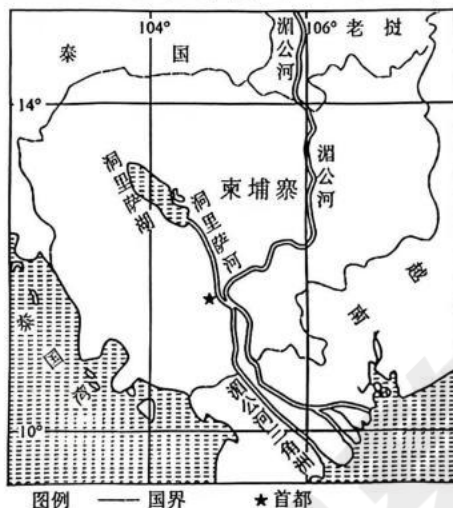 104°
106°
老 挝
泰 国
湄公河
14°
湄公河
柬埔寨
洞里萨湖
洞里萨河
越南
泰国湾
湄公河三角洲
10°
图例 国界 ★首都